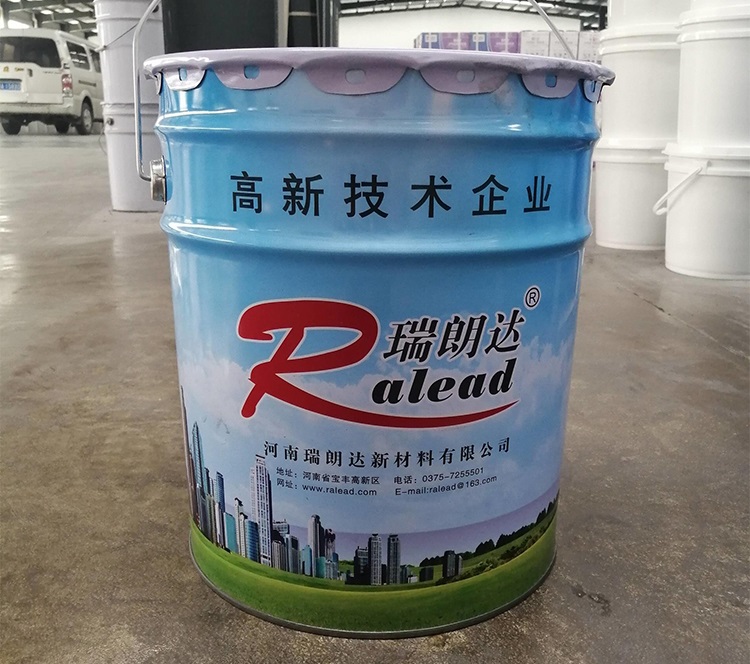 高新技术企业
瑞朗达®
Ralead
河南瑞朗达新材料有限公司
地址：河南省宝丰高新区 电话：0375-7255501
网址：www.ralead.com E-mail:ralead@163.com